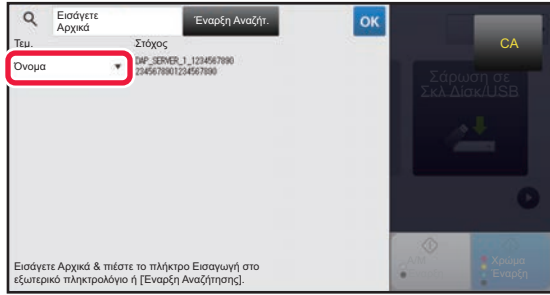 Εισάγετε
Αρχικά
Έναρξη Αναζήτ.
OK
CA
Τεμ.
Στόχος
Όνομα
DAP_SERVER_1_1234567890
2345678901234567890
Σάρωση σε
Σκλ Δίσκ/USB
A/M
Χρώμα
Έναρξη
Εισάγετε Αρχικά & πιέστε το πλήκτρο Εισαγωγή στο
εξωτερικό πληκτρολόγιο ή [Έναρξη Αναζήτησης].